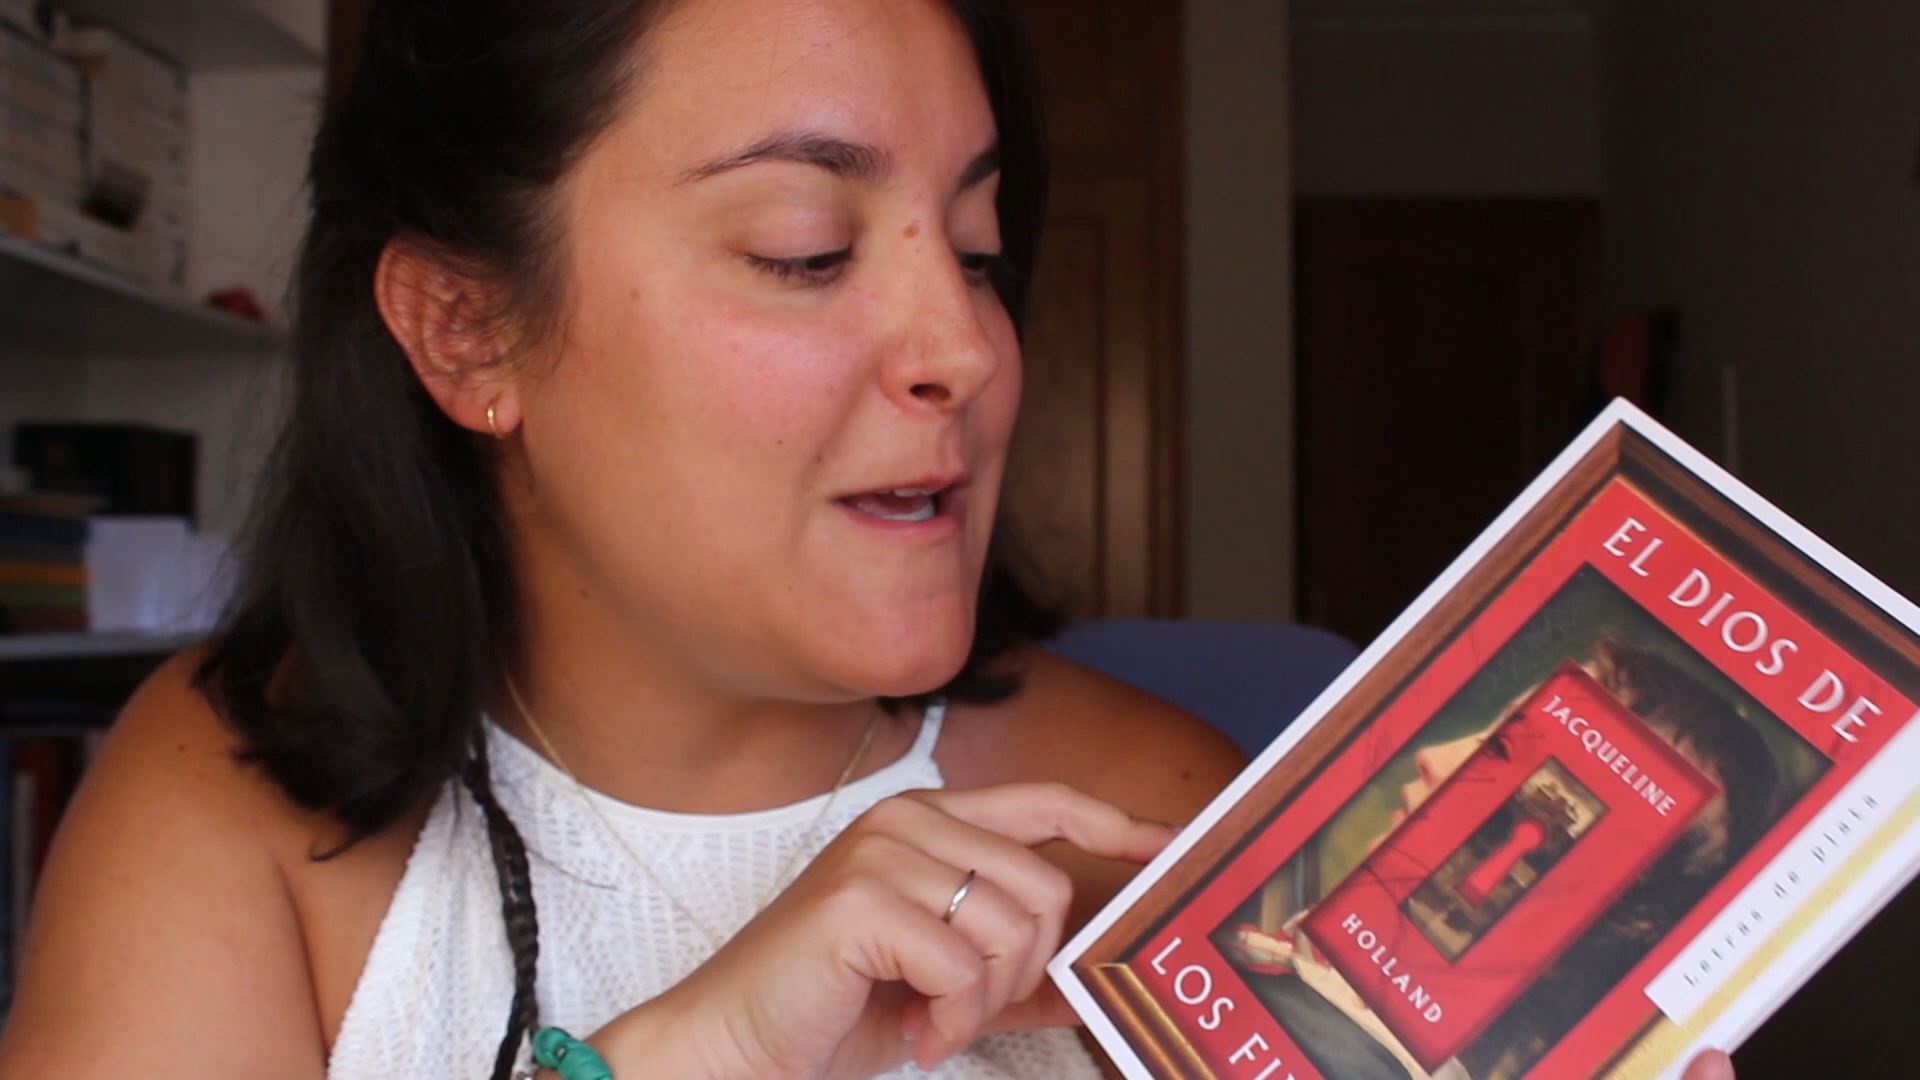 EL DIOS DE
JACQUELINE
HOLLAND
LOS
Letras de plata